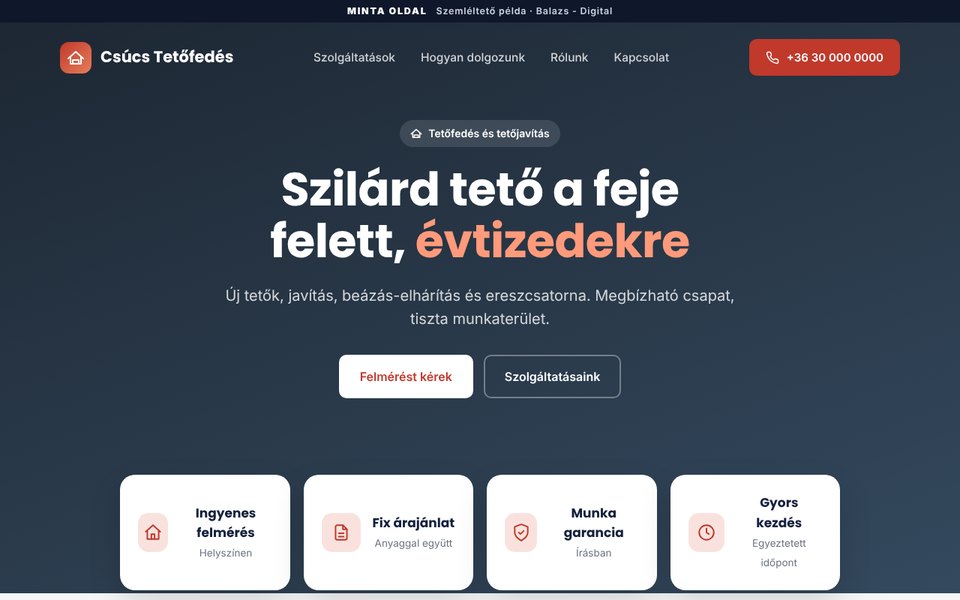 MINTA OLDAL Szemléltető példa · Balazs - Digital
Csúcs Tetőfedés
Szolgáltatások
Hogyan dolgozunk
Rólunk
Kapcsolat
+36 30 000 0000
Tetőfedés és tetőjavítás
Szilárd tető a feje
felett, évtizedekre
Új tetők, javítás, beázás-elhárítás és ereszcsatorna. Megbízható csapat,
tiszta munkaterület.
Felmérést kérek
Szolgáltatásaink
Ingyenes
felmérés
Helyszínen
Fix árajánlat
Anyaggal együtt
Munka
garancia
Írásban
Gyors
kezdés
Egyeztetett
időpont